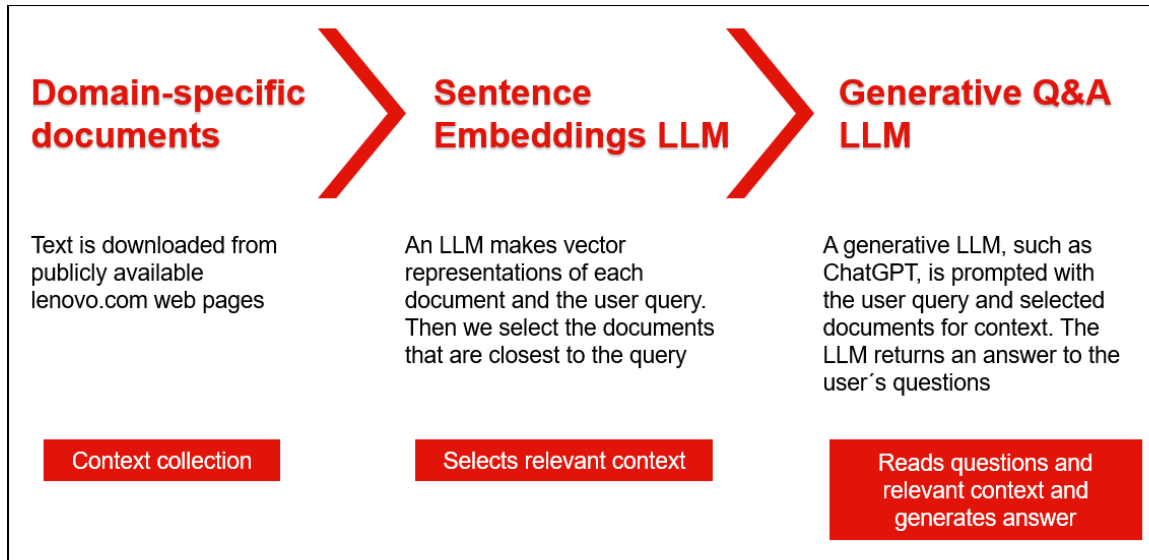 Domain-specific
documents
Sentence
Embeddings LLM
Generative Q&A
LLM
Text is downloaded from
publicly available
lenovo.com web pages
An LLM makes vector
representations of each
document and the user query.
Then we select the documents
that are closest to the query
A generative LLM, such as
ChatGPT, is prompted with
the user query and selected
documents for context. The
LLM returns an answer to the
user´s questions
Context collection
Selects relevant context
Reads questions and
relevant context and
generates answer